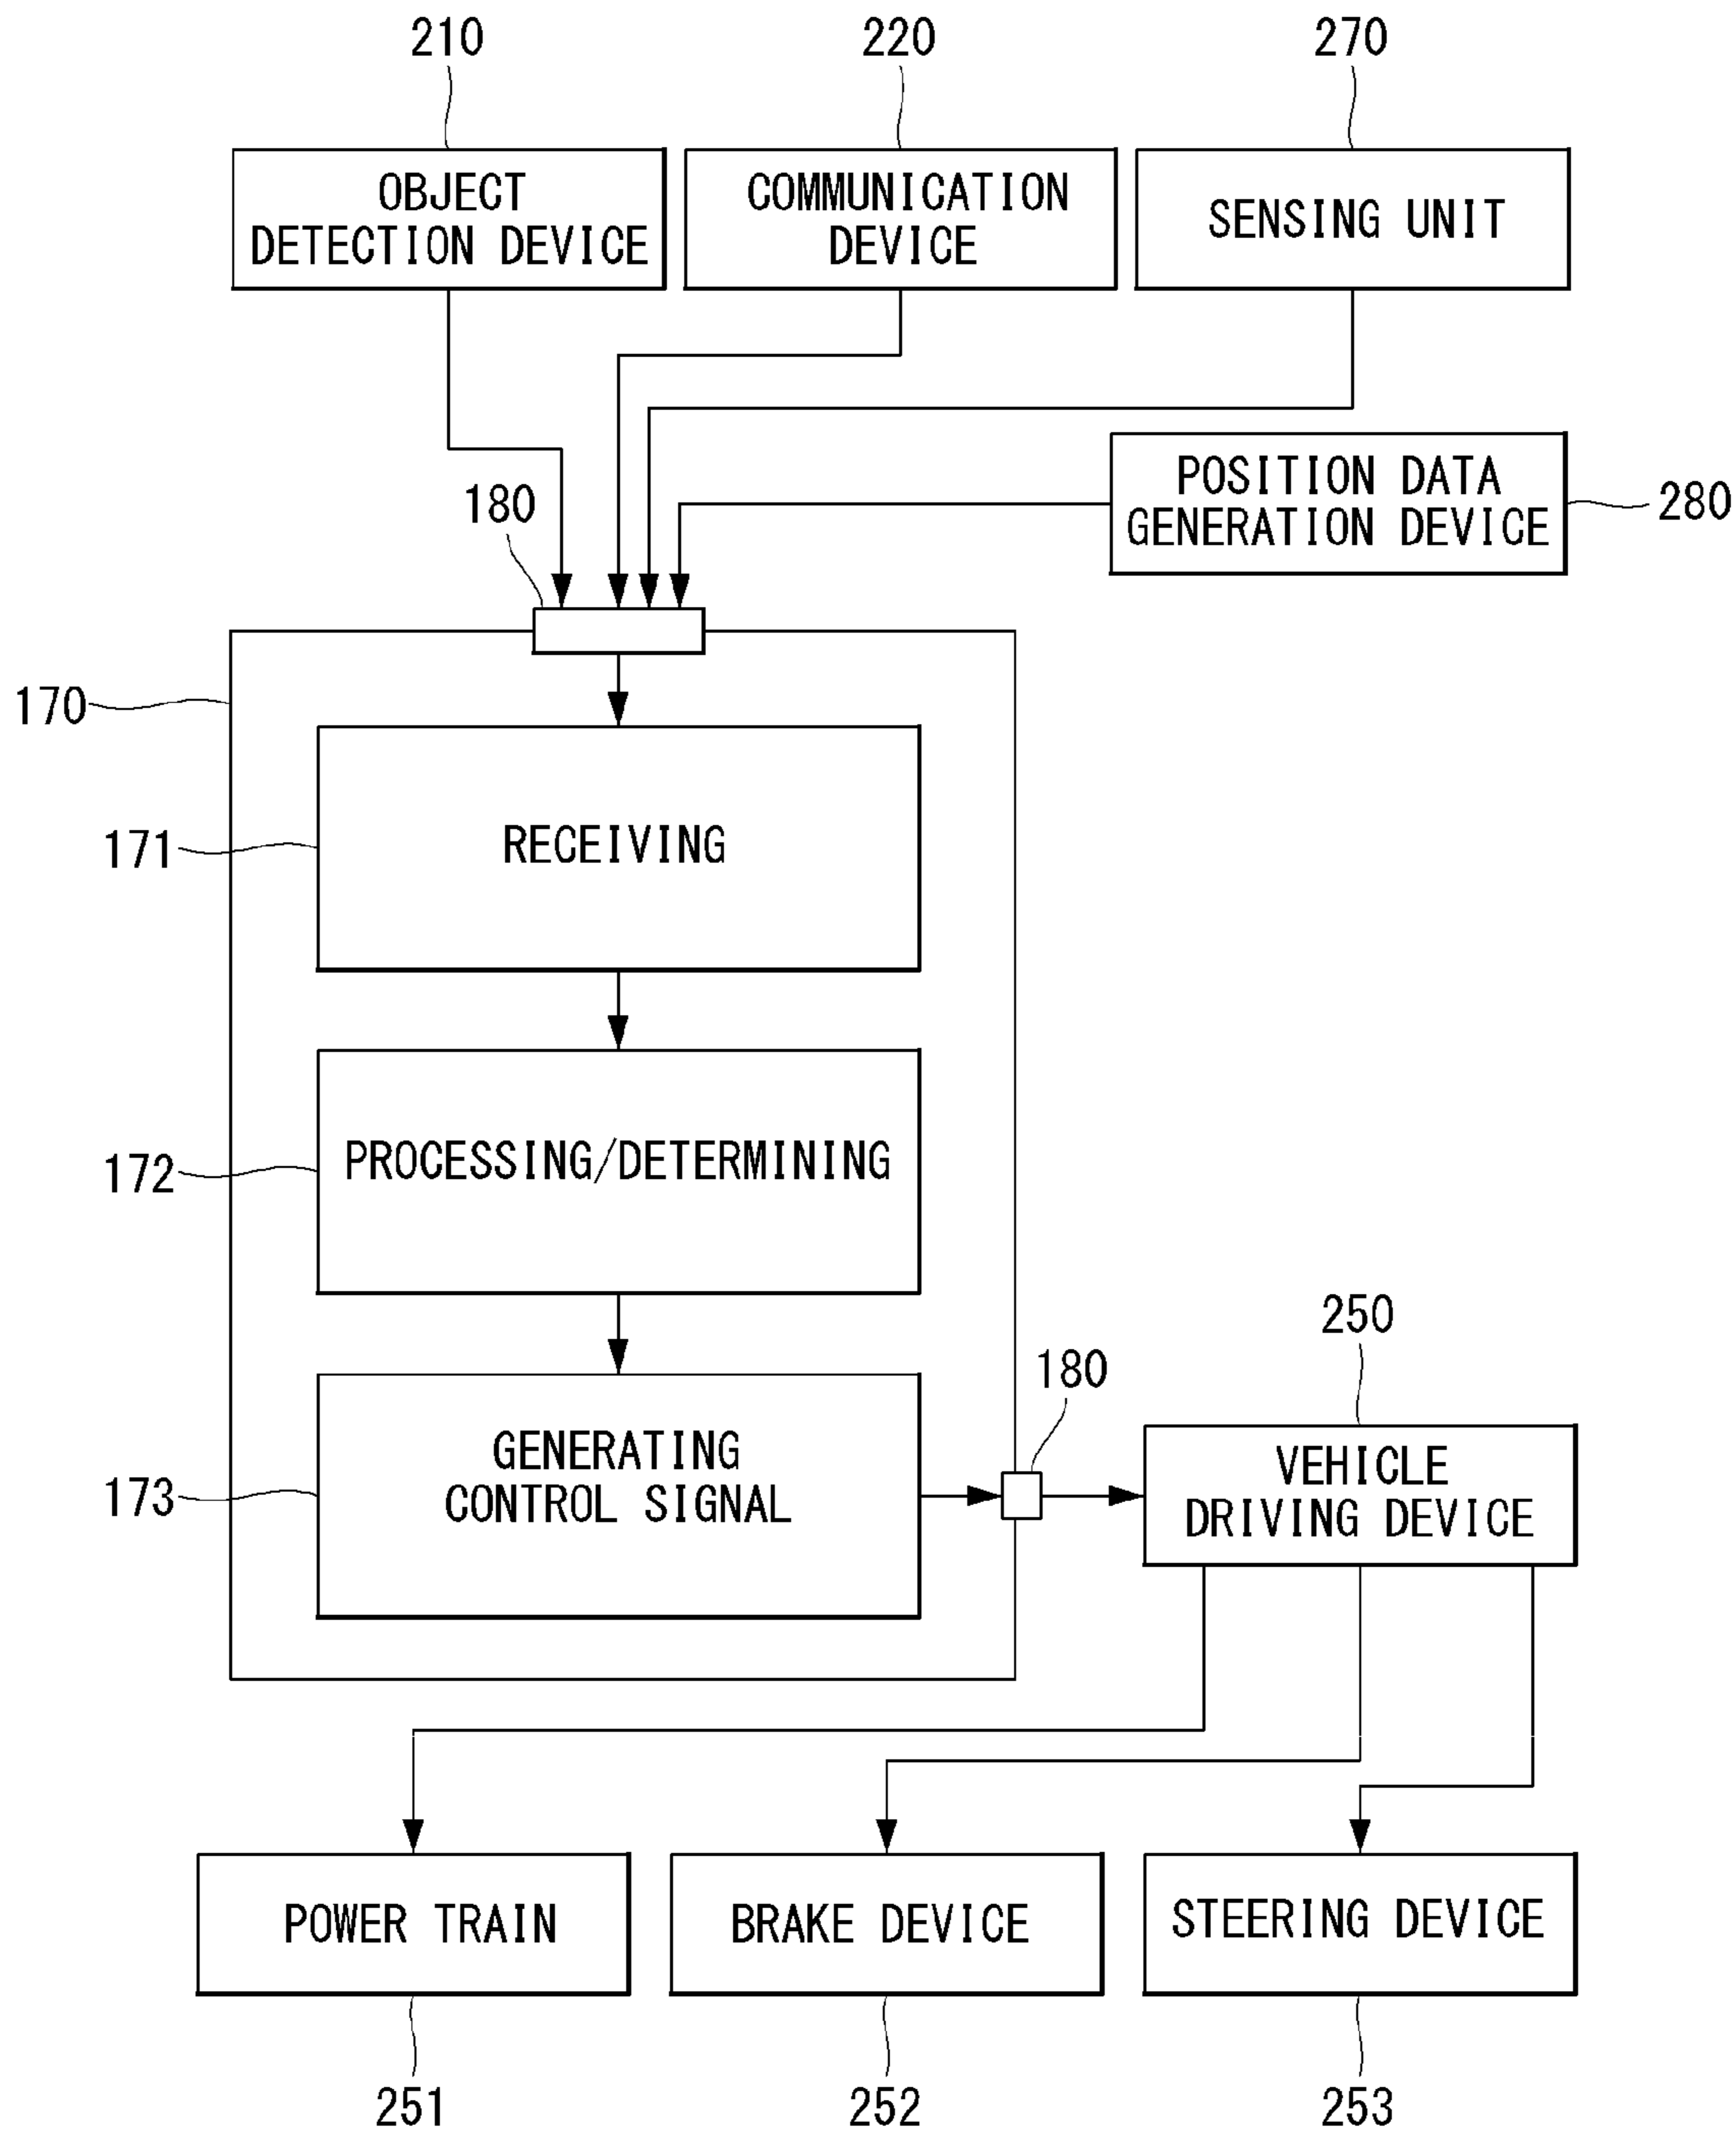 210
220
270
OBJECT
DETECTION DEVICE
COMMUNICATION
DEVICE
SENSING UNIT
POSITION DATA
GENERATION DEVICE
280
180
170
RECEIVING
171
PROCESSING/DETERMINING
172
250
180
GENERATING
CONTROL SIGNAL
173
VEHICLE
DRIVING DEVICE
POWER TRAIN
BRAKE DEVICE
STEERING DEVICE
251
252
253